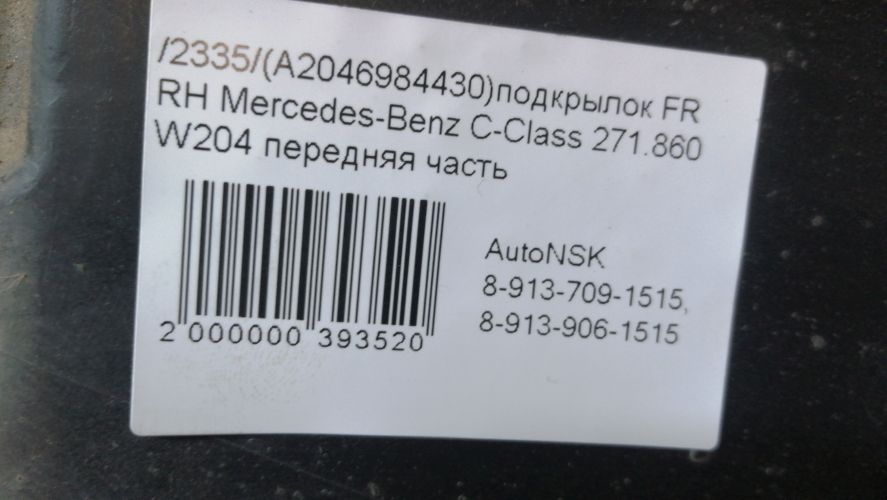 /2335/(A2046984430)подкрылок FR
RH Mercedes-Benz C-Class 271.860
W204 передняя часть
AutoNSK
8-913-709-1515,
8-913-906-1515
2 000000 393520